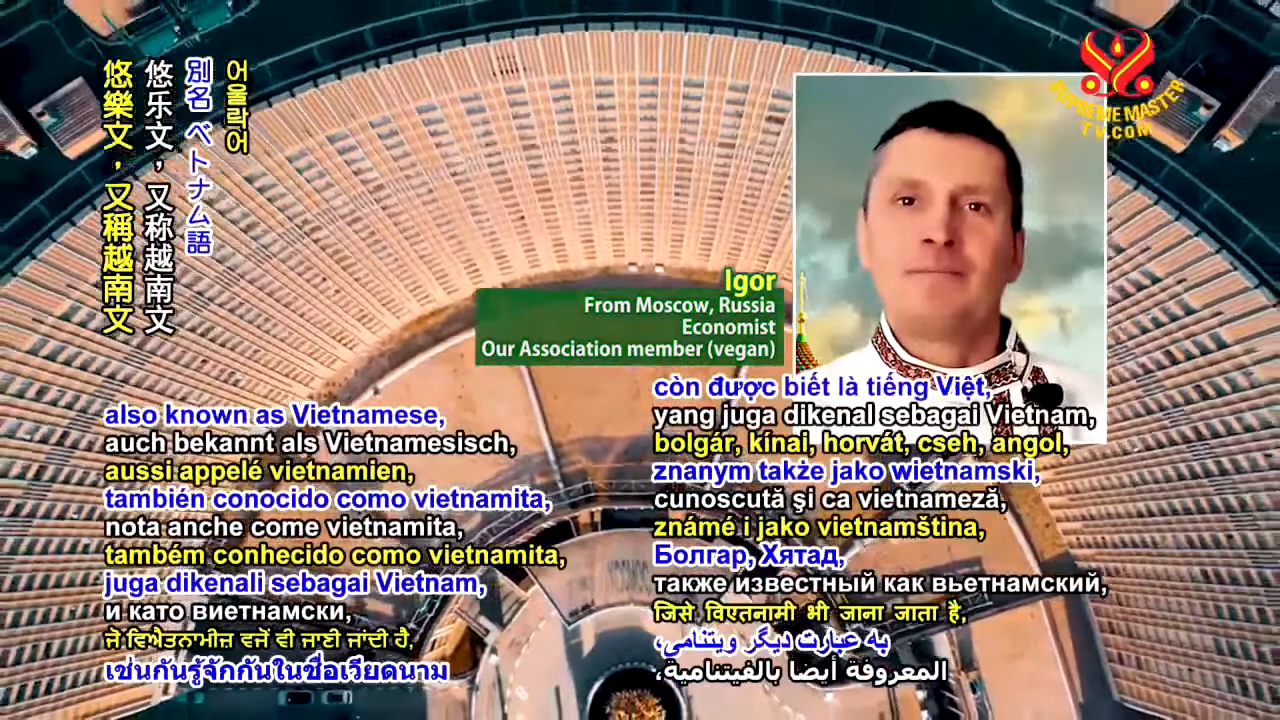 어울락어
別名 ベトナム語
悠乐文，又称越南文
悠樂文，又稱越南文
SUPREME MASTER
TV.COM
Igor
From Moscow, Russia
Economist
Our Association member (vegan)
also known as Vietnamese,
auch bekannt als Vietnamesisch,
aussi appelé vietnamien,
también conocido como vietnamita,
nota anche come vietnamita,
também conhecido como vietnamita,
juga dikenali sebagai Vietnam,
и като виетнамски,
ਜੋ ਵਿਐਤਨਾਮੀਜ਼ ਵਜੋਂ ਵੀ ਜਾਣੀ ਜਾਂਦੀ ਹੈ,
เช่นกันรู้จักกันในชื่อเวียดนาม
còn được biết là tiếng Việt,
yang juga dikenal sebagai Vietnam,
bolgár, kínai, horvát, cseh, angol,
znanym także jako wietnamski,
cunoscută şi ca vietnameză,
známé i jako vietnamština,
Болгар, Хятад,
также известный как вьетнамский,
जिसे विएतनामी भी जाना जाता है,
به عبارت دیگر ویتنامی،
المعروفة أيضا بالفيتنامية،